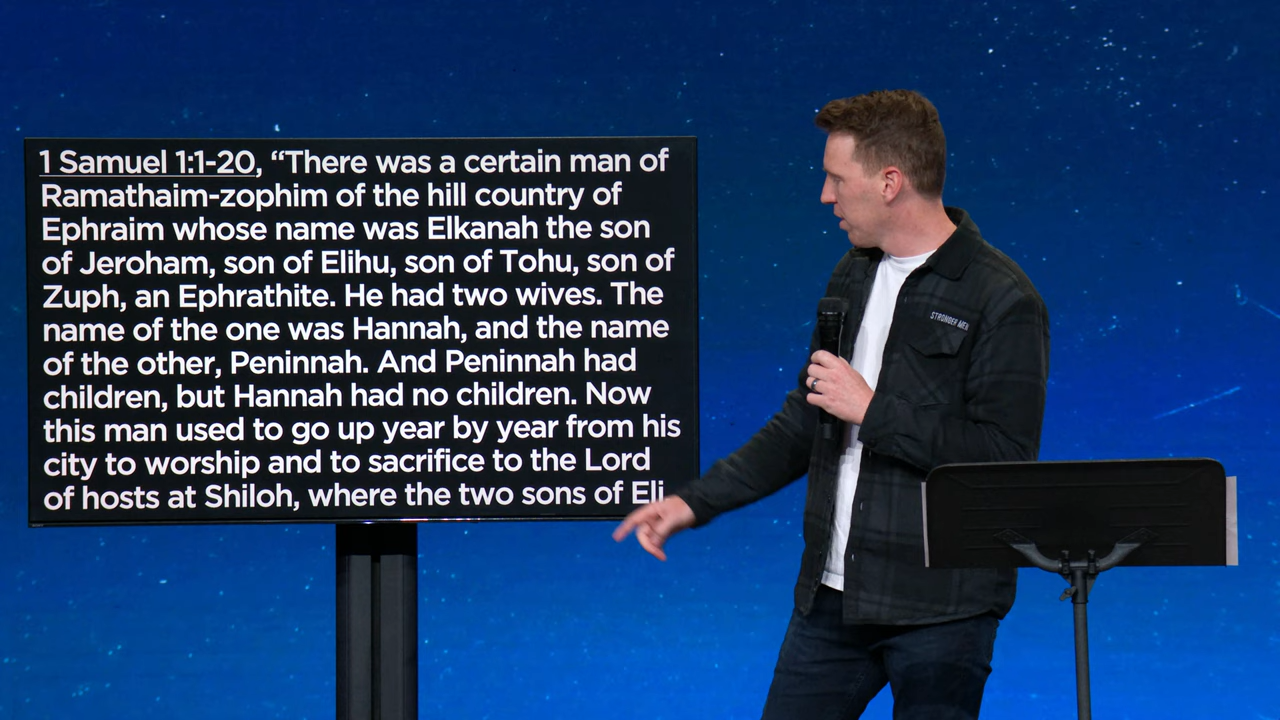 1 Samuel 1:1-20, “There was a certain man of
Ramathaim-zophim of the hill country of
Ephraim whose name was Elkanah the son
of Jeroham, son of Elihu, son of Tohu, son of
Zuph, an Ephrathite. He had two wives. The
name of the one was Hannah, and the name
of the other, Peninnah. And Peninnah had
children, but Hannah had no children. Now
this man used to go up year by year from his
city to worship and to sacrifice to the Lord
of hosts at Shiloh, where the two sons of Eli
STRONGER MEN